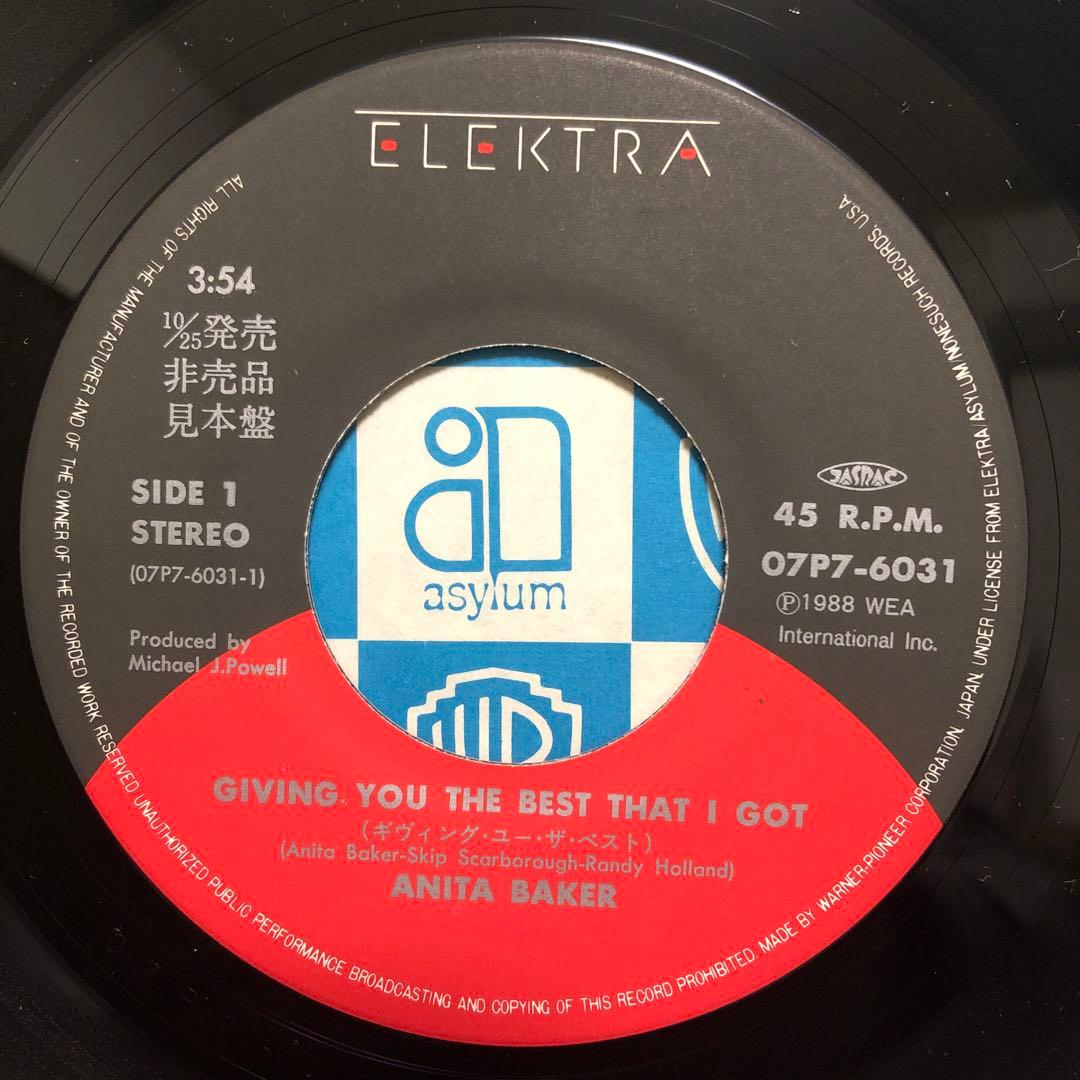 ELEKTRA
3:54
10/25発売
非売品
見本盤
SIDE 1
STEREO
(07P7-6031-1)
Produced by
Michael J.Powell
JASRAC
45 R.P.M.
07P7-6031
Ⓟ1988 WEA
International Inc.
asylum
GIVING YOU THE BEST THAT I GOT
(ギヴィング・ユー・ザ・ベスト)
(Anita Baker-Skip Scarborough-Randy Holland)
ANITA BAKER
ALL RIGHTS OF THE MANUFACTURER AND OF THE OWNER OF THE RECORDED WORK RESERVED UNAUTHORIZED PUBLIC PERFORMANCE BROADCASTING AND COPYING OF THIS RECORD PROHIBITED. MADE BY WARNER-PIONEER CORPORATION, JAPAN, UNDER LICENSE FROM ELEKTRA/ASYLUM/NONESUCH RECORDS, U.S.A.